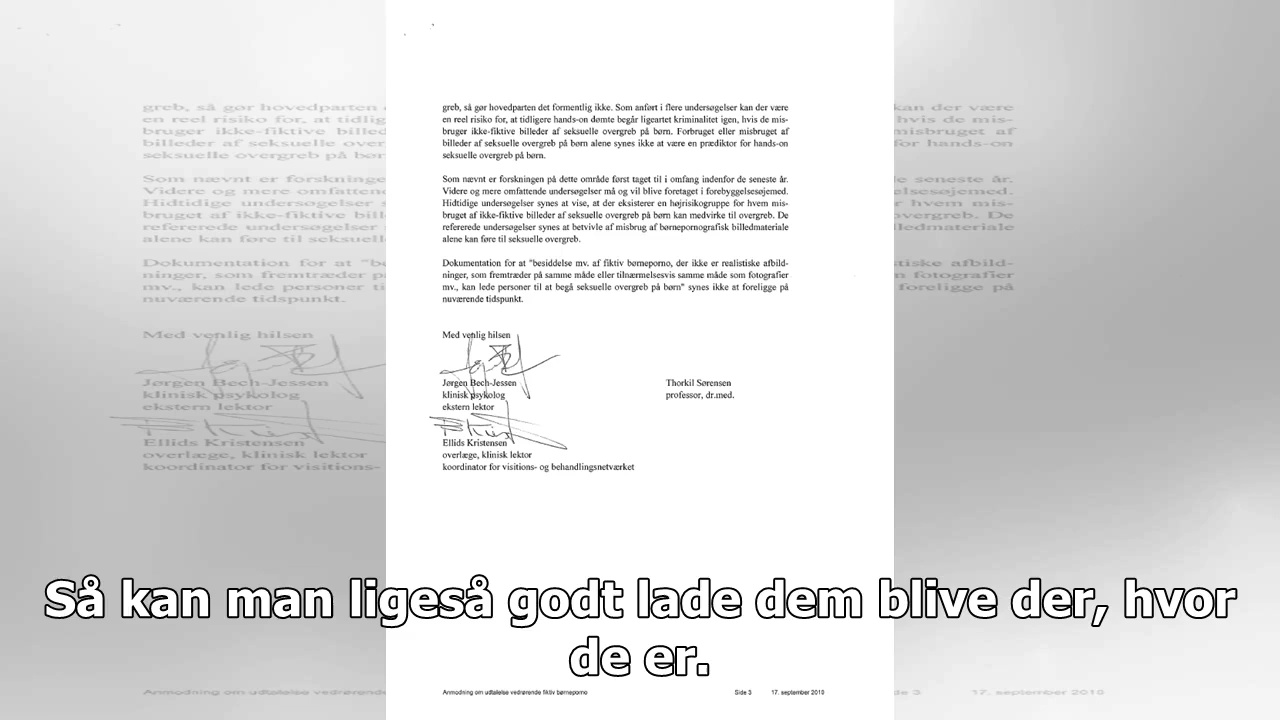 greb, så gør hovedparten det formentlig ikke. Som anført i flere undersøgelser kan der være
en reel risiko for, at tidligere hands-on dømte begår ligeartet kriminalitet igen, hvis de mis-
bruger ikke-fiktive billeder af seksuelle overgreb på børn. Forbruget eller misbruget af
billeder af seksuelle overgreb på børn alene synes ikke at være en prædiktor for hands-on
seksuelle overgreb på børn.
Som nævnt er forskningen på dette område først taget til i omfang indenfor de seneste år.
Videre og mere omfattende undersøgelser må og vil blive foretaget i forebyggelsesøjemed.
Hidtidige undersøgelser synes at vise, at der eksisterer en højrisikogruppe for hvem mis-
bruget af ikke-fiktive billeder af seksuelle overgreb på børn kan medvirke til overgreb. De
refererede undersøgelser synes at betvivle af misbrug af børnepornografisk billedmateriale
alene kan føre til seksuelle overgreb.
Dokumentation for at "besiddelse mv. af fiktiv børneporno, der ikke er realistiske afbild-
ninger, som fremtræder på samme måde eller tilnærmelsesvis samme måde som fotografier
mv., kan lede personer til at begå seksuelle overgreb på børn" synes ikke at foreligge på
nuværende tidspunkt.
Med venlig hilsen
Jørgen Bech-Jessen
klinisk psykolog
ekstern lektor
Thorkil Sørensen
professor, dr.med.
Ellids Kristensen
overlæge, klinisk lektor
koordinator for visitions- og behandlingsnetværket
Så kan man ligeså godt lade dem blive der, hvor
de er.
Anmodning om udtalelse vedrørende fiktiv børneporno Side 3 17. september 2010